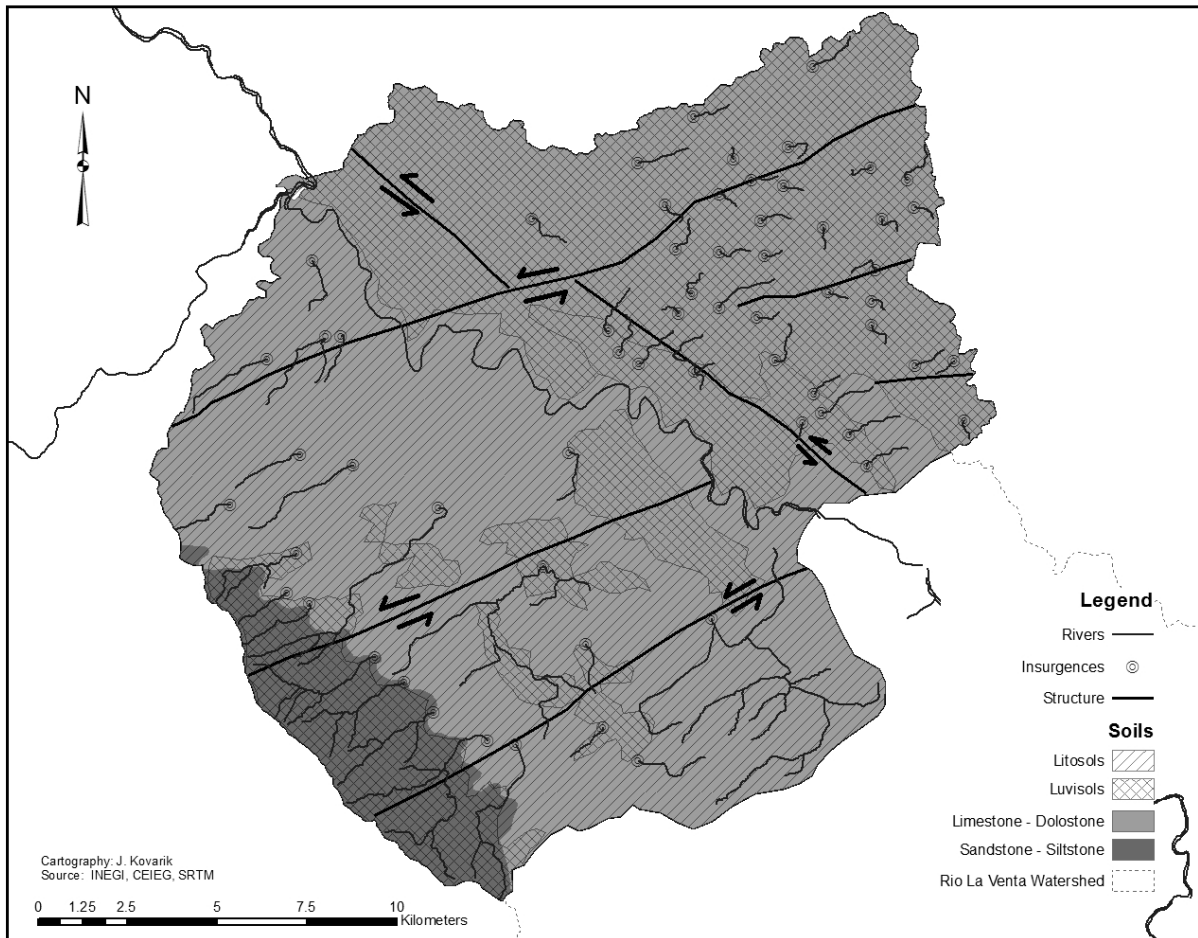 N
Legend
Rivers
Insurgences
Structure
Soils
Litosols
Luvisols
Limestone - Dolostone
Sandstone - Siltstone
Rio La Venta Watershed
Cartography: J. Kovarik
Source: INEGI, CEIEG, SRTM
0 1.25 2.5 5 7.5 10
Kilometers